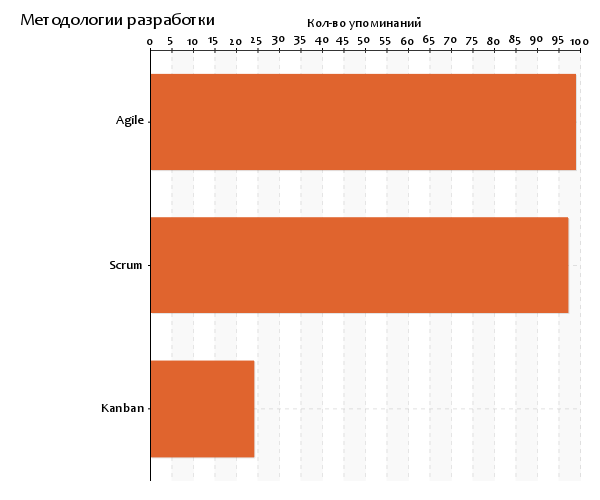 Методологии разработки
Кол-во упоминаний
0 5 10 15 20 25 30 35 40 45 50 55 60 65 70 75 80 85 90 95 100
Agile
Scrum
Kanban